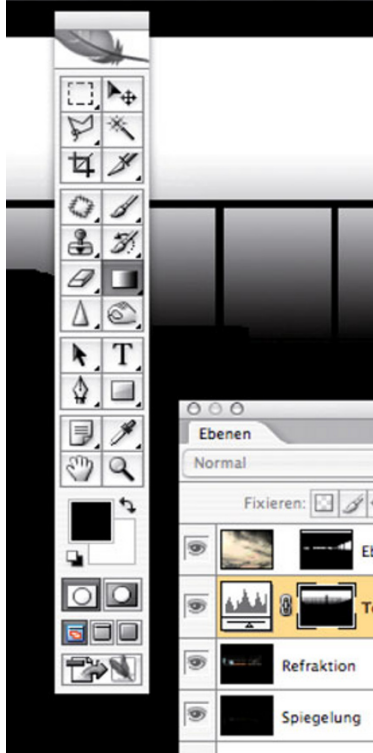 T
Ebenen
Normal
Fixieren:
Refraktion
Spiegelung